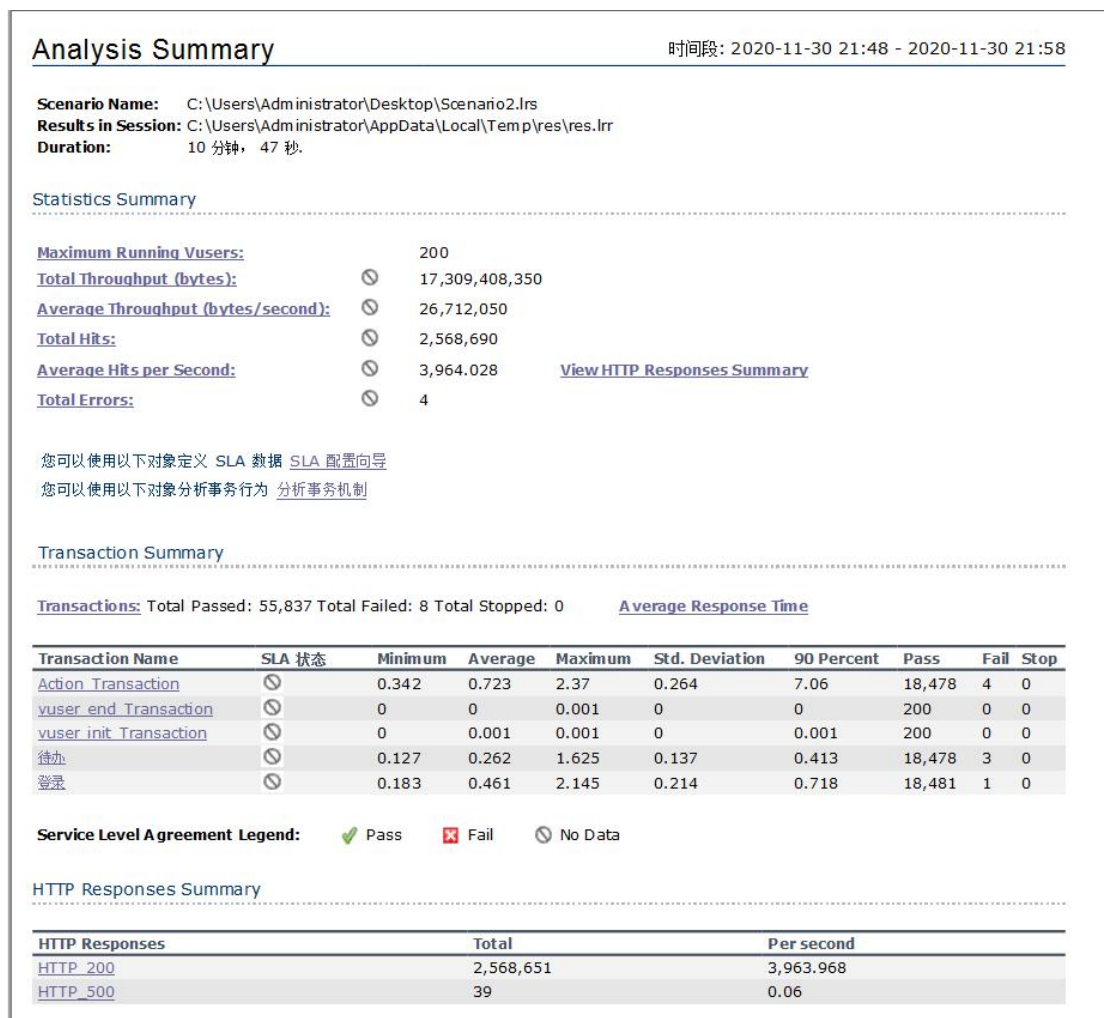 Analysis Summary 时间段: 2020-11-30 21:48 - 2020-11-30 21:58
Scenario Name: C:\Users\Administrator\Desktop\Scenario2.lrs
Results in Session: C:\Users\Administrator\AppData\Local\Temp\res\res.lrr
Duration: 10 分钟， 47 秒.
Statistics Summary
Maximum Running Vusers: 200
Total Throughput (bytes): 17,309,408,350
Average Throughput (bytes/second): 26,712,050
Total Hits: 2,568,690
Average Hits per Second: 3,964.028 View HTTP Responses Summary
Total Errors: 4
您可以使用以下对象定义 SLA 数据 SLA 配置向导
您可以使用以下对象分析事务行为 分析事务机制
Transaction Summary
Transactions: Total Passed: 55,837 Total Failed: 8 Total Stopped: 0 Average Response Time
Transaction Name SLA 状态 Minimum Average Maximum Std. Deviation 90 Percent Pass Fail Stop
Action_Transaction 0.342 0.723 2.37 0.264 7.06 18,478 4 0
vuser_end_Transaction 0 0 0.001 0 0 200 0 0
vuser_init_Transaction 0 0.001 0.001 0 0.001 200 0 0
待办 0.127 0.262 1.625 0.137 0.413 18,478 3 0
登录 0.183 0.461 2.145 0.214 0.718 18,481 1 0
Service Level Agreement Legend: Pass Fail No Data
HTTP Responses Summary
HTTP Responses Total Per second
HTTP_200 2,568,651 3,963.968
HTTP_500 39 0.06